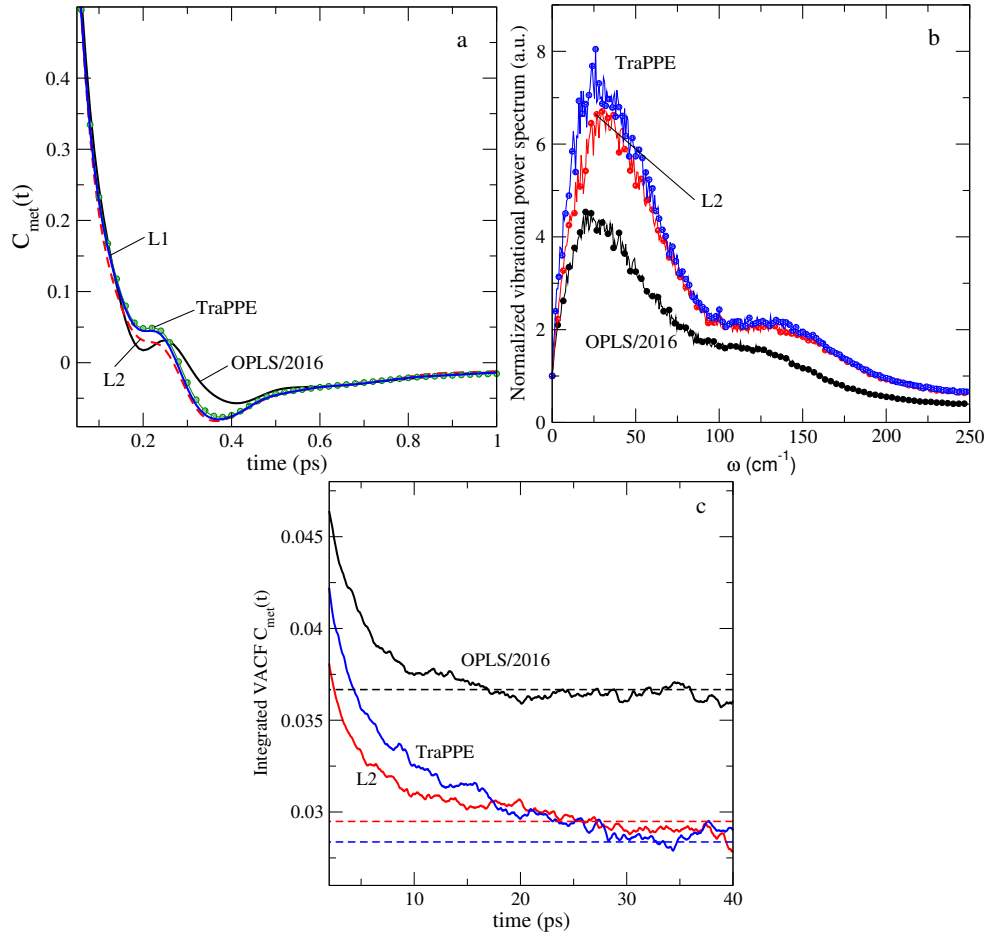 a
0.4
0.3
0.2
0.1
0
C_met(t)
L1
TraPPE
L2
OPLS/2016
0.2 0.4 0.6 0.8 1
time (ps)
b
8
6
4
2
0
Normalized vibrational power spectrum (a.u.)
TraPPE
L2
OPLS/2016
0 50 100 150 200 250
ω (cm⁻¹)
c
0.045
0.04
0.035
0.03
Integrated VACF C_met(t)
OPLS/2016
TraPPE
L2
10 20 30 40
time (ps)